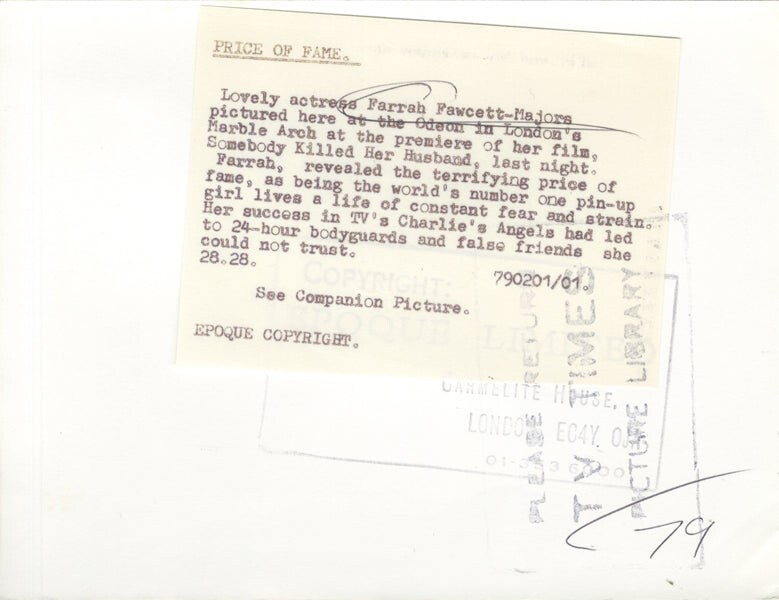 PRICE OF FAME.
Lovely actress Farrah Fawcett-Majors
pictured here at the Odeon in London's
Marble Arch at the premiere of her film,
Somebody Killed Her Husband, last night.
Farrah, revealed the terrifying price of
fame, as being the world's number one pin-up
girl lives a life of constant fear and strain.
Her success in TV's Charlie's Angels had led
to 24-hour bodyguards and false friends she
could not trust.
28.28.
790201/01.
See Companion Picture.
EPOQUE COPYRIGHT.
COPYRIGHT:
EPOQUE LIMITED
CARMELITE HOUSE,
LONDON EC4Y
01-353 6000
PLEASE RETURN
TV TIMES
PICTURE LIBRARY
79